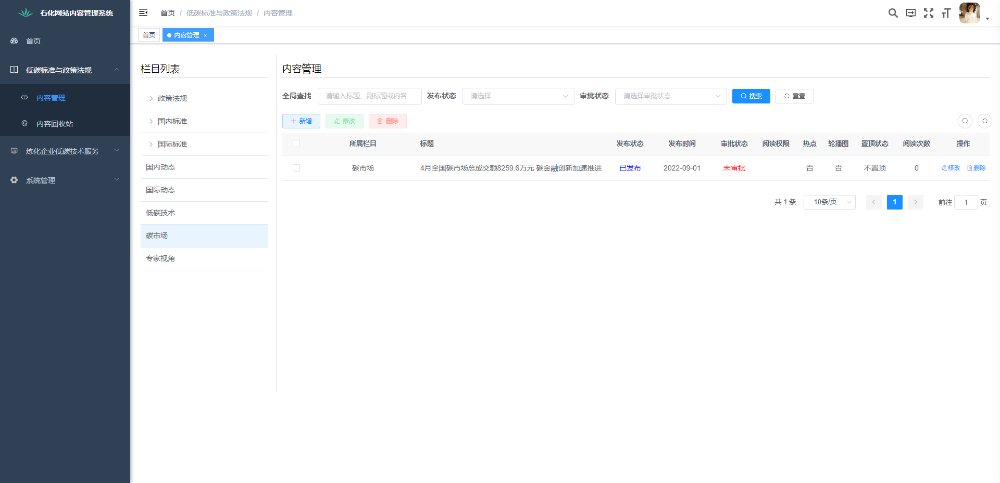 石化网站内容管理系统
首页
低碳标准与政策法规
内容管理
内容回收站
炼化企业低碳技术服务
系统管理
首页 / 低碳标准与政策法规 / 内容管理
首页
内容管理 ×
栏目列表
政策法规
国内标准
国际标准
国内动态
国际动态
低碳技术
碳市场
专家视角
内容管理
全局查找 请输入标题、副标题或内容 发布状态 请选择 审批状态 请选择审批状态 搜索 重置
新增 修改 删除
所属栏目 标题 发布状态 发布时间 审批状态 阅读权限 热点 轮播图 置顶状态 阅读次数 操作
碳市场 4月全国碳市场总成交额8259.6万元 碳金融创新加速推进 已发布 2022-09-01 未审批 否 否 不置顶 0 修改 删除
共 1 条 10条/页 1 前往 1 页